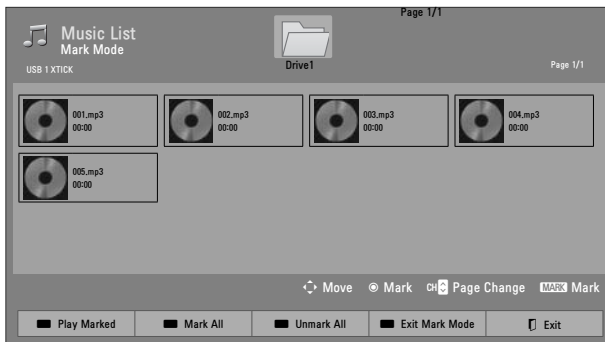 Page 1/1
Music List
Mark Mode
USB 1 XTICK
Drive1
Page 1/1
001.mp3
00:00
002.mp3
00:00
003.mp3
00:00
004.mp3
00:00
005.mp3
00:00
Move Mark CH Page Change MARK Mark
Play Marked Mark All Unmark All Exit Mark Mode Exit